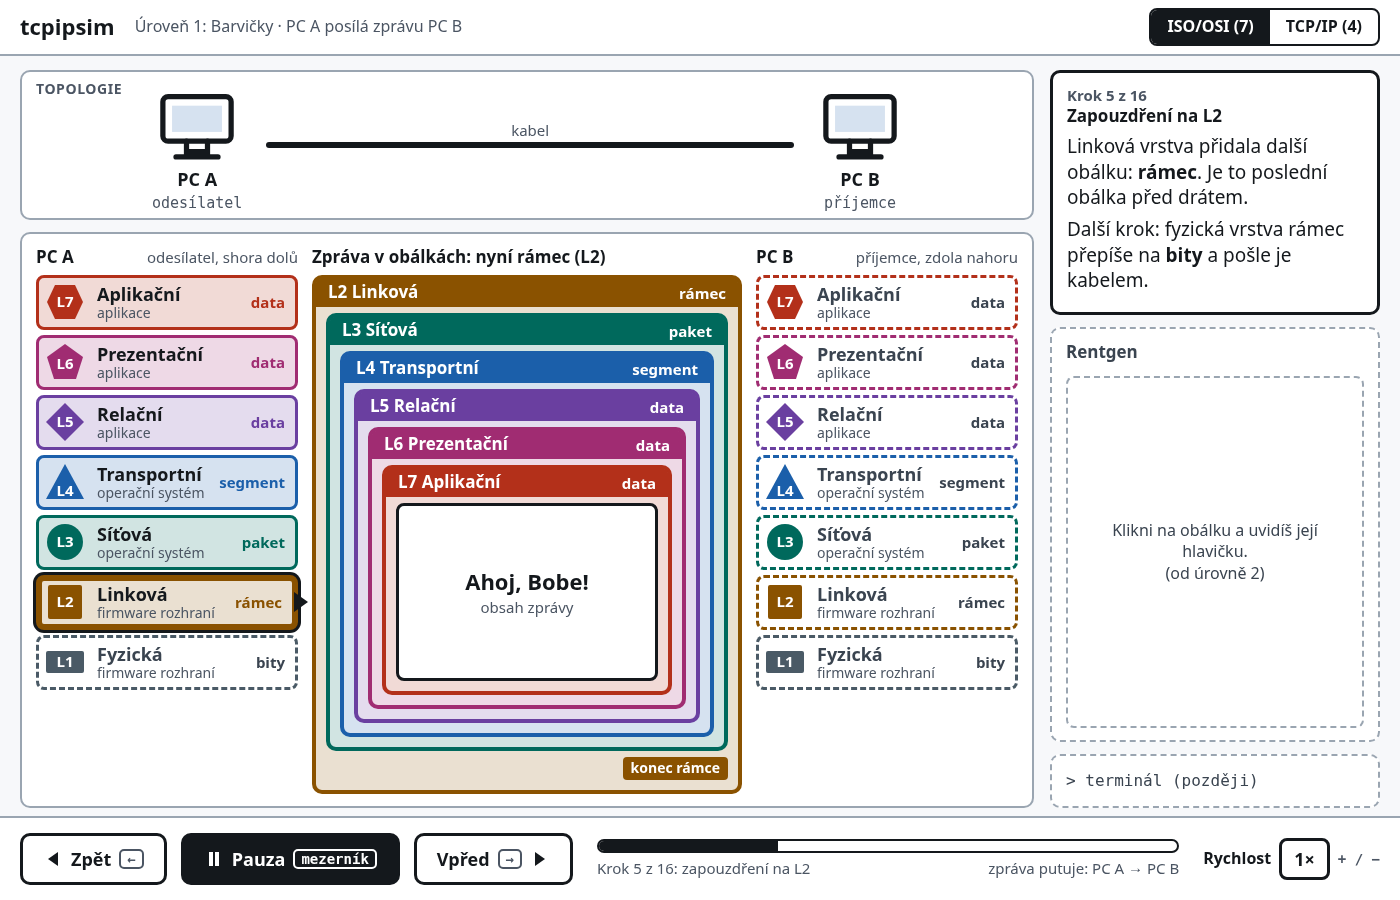 tcpipsim
Úroveň 1: Barvičky · PC A posílá zprávu PC B
ISO/OSI (7)
TCP/IP (4)
TOPOLOGIE
kabel
PC A
odesílatel
PC B
příjemce
PC A
odesílatel, shora dolů
L7 Aplikační data
aplikace
L6 Prezentační data
aplikace
L5 Relační data
aplikace
L4 Transportní segment
operační systém
L3 Síťová paket
operační systém
L2 Linková rámec
firmware rozhraní
L1 Fyzická bity
firmware rozhraní
Zpráva v obálkách: nyní rámec (L2)
L2 Linková rámec
L3 Síťová paket
L4 Transportní segment
L5 Relační data
L6 Prezentační data
L7 Aplikační data
Ahoj, Bobe!
obsah zprávy
konec rámce
PC B
příjemce, zdola nahoru
L7 Aplikační data
aplikace
L6 Prezentační data
aplikace
L5 Relační data
aplikace
L4 Transportní segment
operační systém
L3 Síťová paket
operační systém
L2 Linková rámec
firmware rozhraní
L1 Fyzická bity
firmware rozhraní
Krok 5 z 16
Zapouzdření na L2
Linková vrstva přidala další
obálku: rámec. Je to poslední
obálka před drátem.
Další krok: fyzická vrstva rámec
přepíše na bity a pošle je
kabelem.
Rentgen
Klikni na obálku a uvidíš její
hlavičku.
(od úrovně 2)
> terminál (později)
Zpět ←
Pauza mezerník
Vpřed →
Krok 5 z 16: zapouzdření na L2
zpráva putuje: PC A → PC B
Rychlost 1× + / −